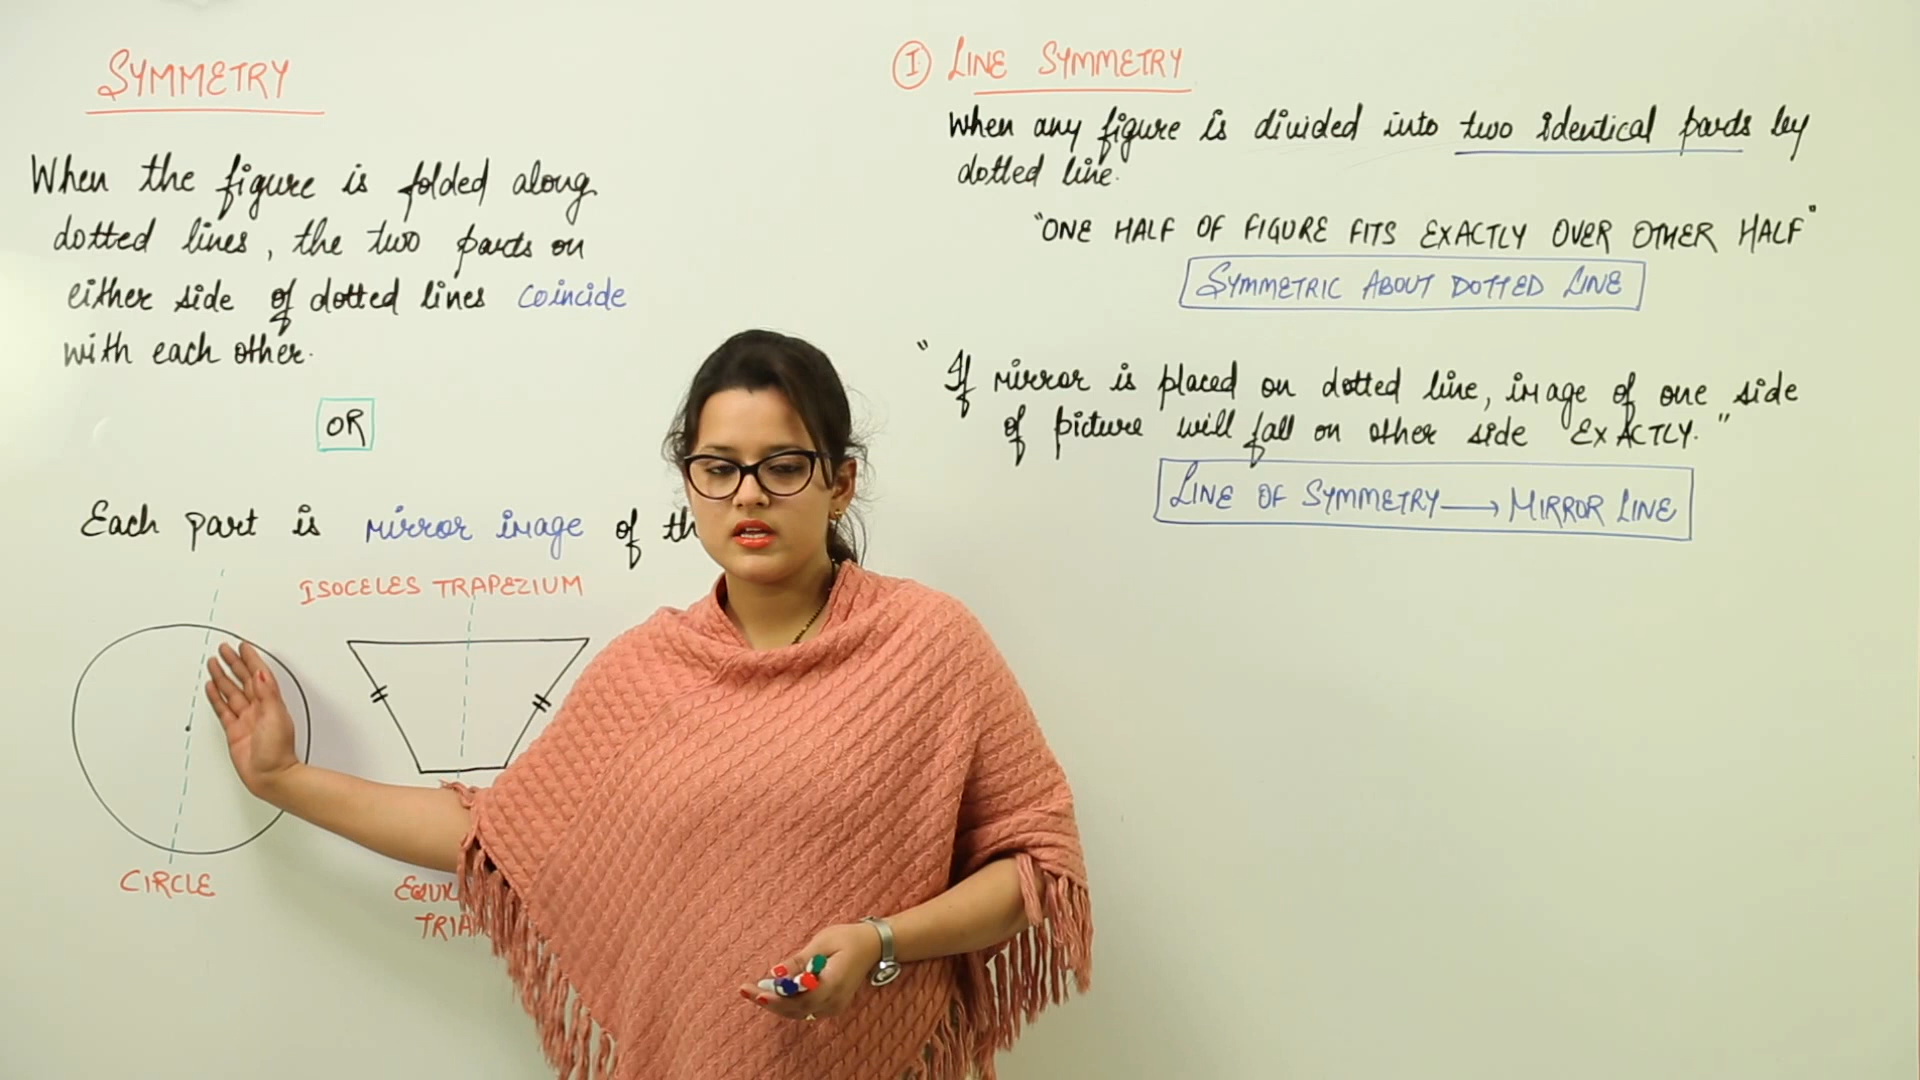 SYMMETRY
When the figure is folded along
dotted lines, the two parts on
either side of dotted lines coincide
with each other.
OR
Each part is mirror image of
ISOCELES TRAPEZIUM
CIRCLE
I LINE SYMMETRY
When any figure is divided into two identical parts by
dotted line.
"ONE HALF OF FIGURE FITS EXACTLY OVER OTHER HALF"
SYMMETRIC ABOUT DOTTED LINE
"If mirror is placed on dotted line, image of one side
of picture will fall on other side EXACTLY."
LINE OF SYMMETRY → MIRROR LINE